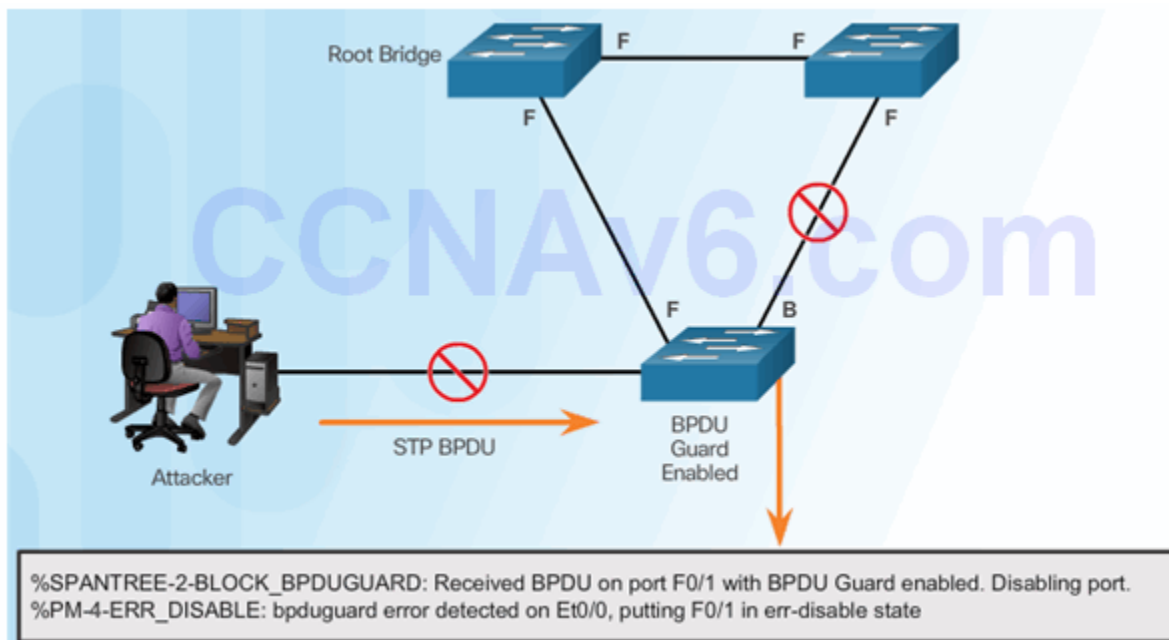 Root Bridge
F
F
F
F
CCNAv6.com
F
B
STP BPDU
BPDU
Guard
Enabled
Attacker
%SPANTREE-2-BLOCK_BPDUGUARD: Received BPDU on port F0/1 with BPDU Guard enabled. Disabling port.
%PM-4-ERR_DISABLE: bpduguard error detected on Et0/0, putting F0/1 in err-disable state